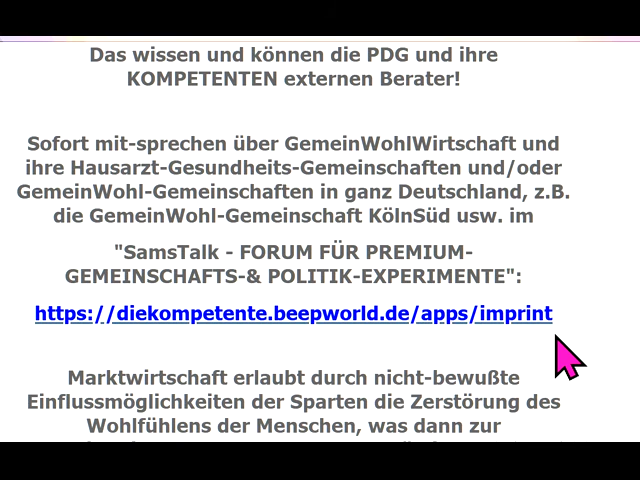 Das wissen und können die PDG und ihre
KOMPETENTEN externen Berater!
Sofort mit-sprechen über GemeinWohlWirtschaft und
ihre Hausarzt-Gesundheits-Gemeinschaften und/oder
GemeinWohl-Gemeinschaften in ganz Deutschland, z.B.
die GemeinWohl-Gemeinschaft KölnSüd usw. im
"SamsTalk - FORUM FÜR PREMIUM-
GEMEINSCHAFTS-& POLITIK-EXPERIMENTE":
https://diekompetente.beepworld.de/apps/imprint
Marktwirtschaft erlaubt durch nicht-bewußte
Einflussmöglichkeiten der Sparten die Zerstörung des
Wohlfühlens der Menschen, was dann zur